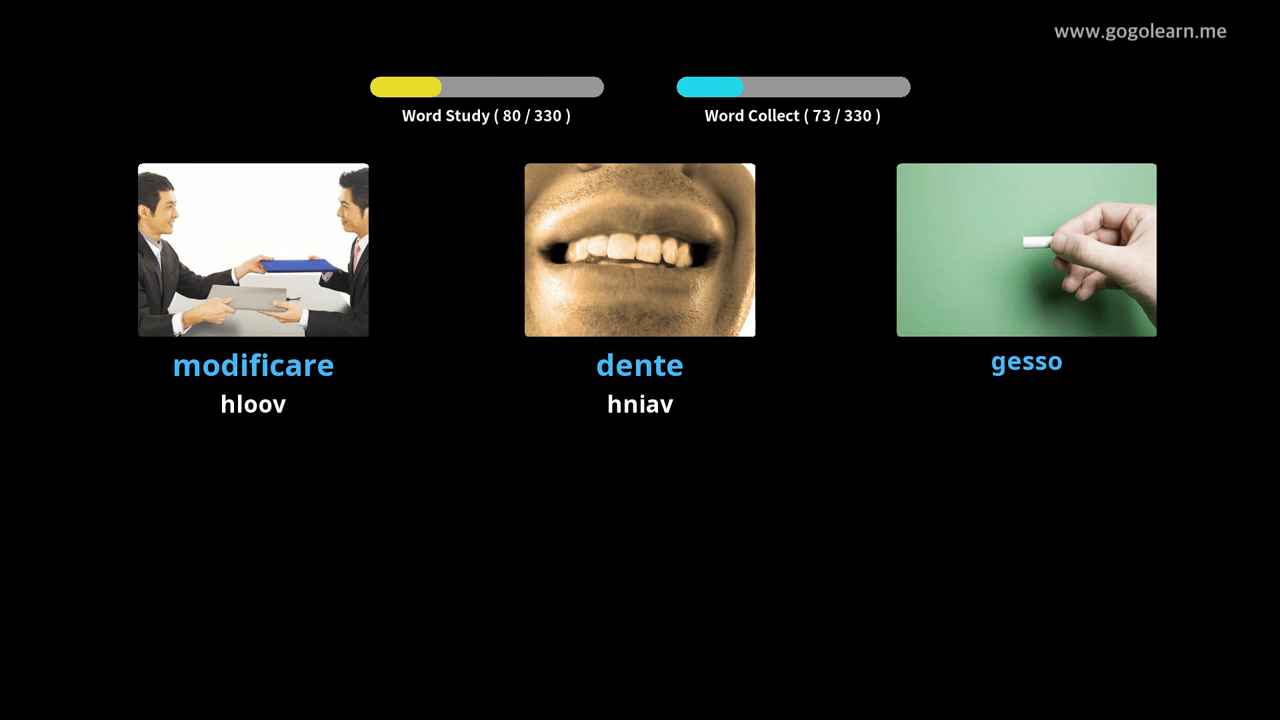 www.gogolearn.me
Word Study ( 80 / 330 )
Word Collect ( 73 / 330 )
modificare
hloov
dente
hniav
gesso